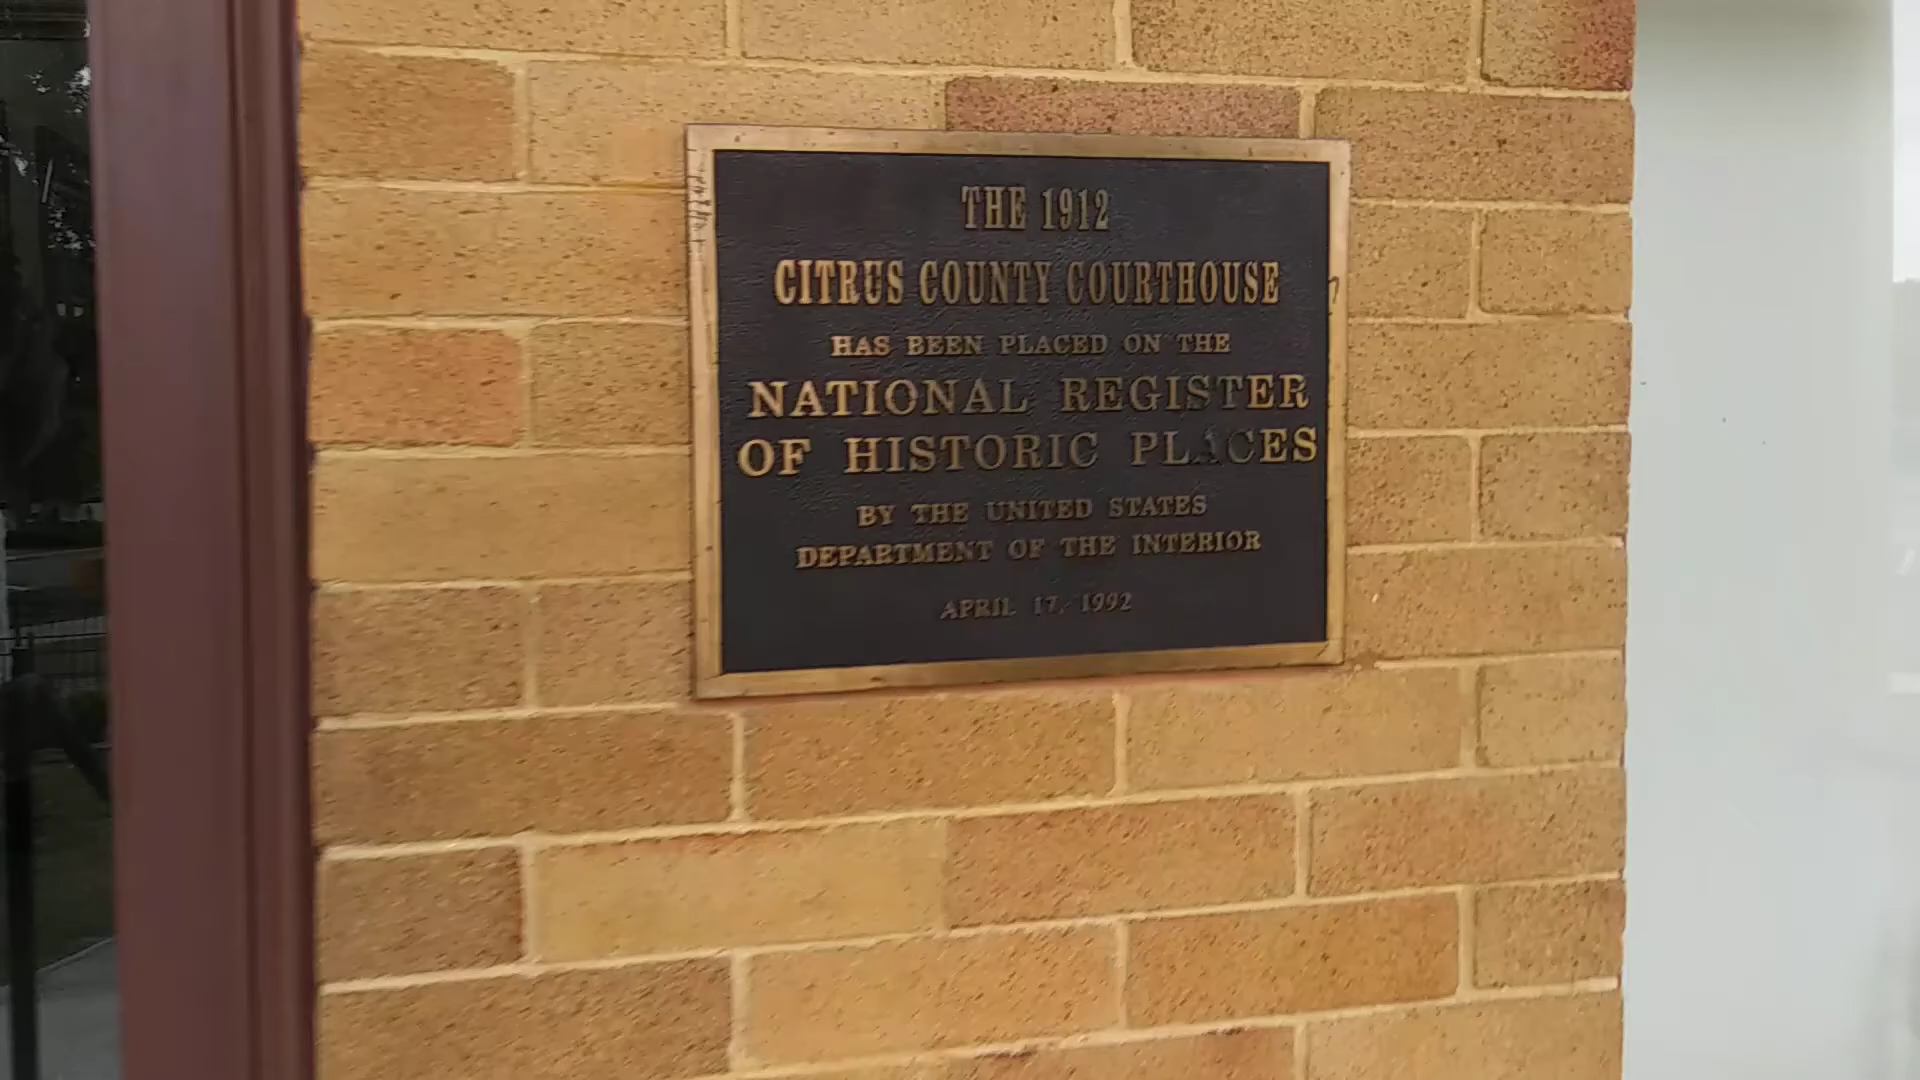 THE 1912
CITRUS COUNTY COURTHOUSE
HAS BEEN PLACED ON THE
NATIONAL REGISTER
OF HISTORIC PLACES
BY THE UNITED STATES
DEPARTMENT OF THE INTERIOR
APRIL 17, 1992